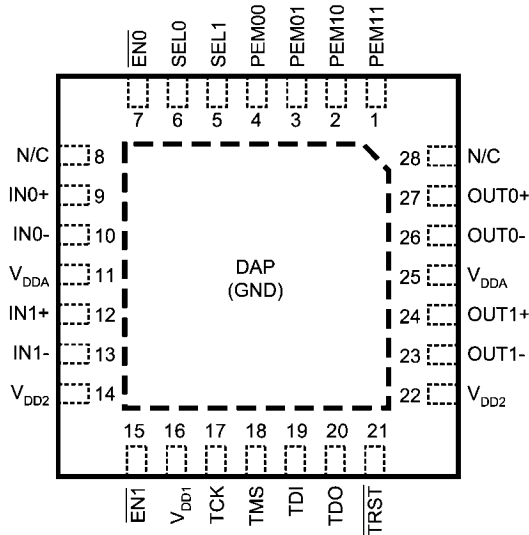 EN0 SEL0 SEL1 PEM00 PEM01 PEM10 PEM11
7 6 5 4 3 2 1
N/C 8
IN0+ 9
IN0- 10
VDDA 11
IN1+ 12
IN1- 13
VDD2 14
DAP
(GND)
28 N/C
27 OUT0+
26 OUT0-
25 VDDA
24 OUT1+
23 OUT1-
22 VDD2
15 16 17 18 19 20 21
EN1 VDD1 TCK TMS TDI TDO TRST